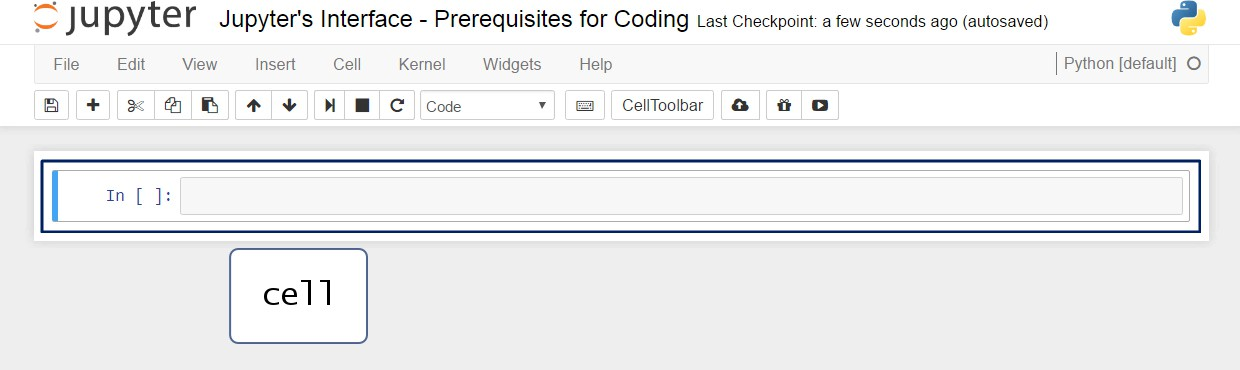 jupyter Jupyter's Interface - Prerequisites for Coding Last Checkpoint: a few seconds ago (autosaved)
File Edit View Insert Cell Kernel Widgets Help Python [default]
Code CellToolbar
In [ ]:
cell